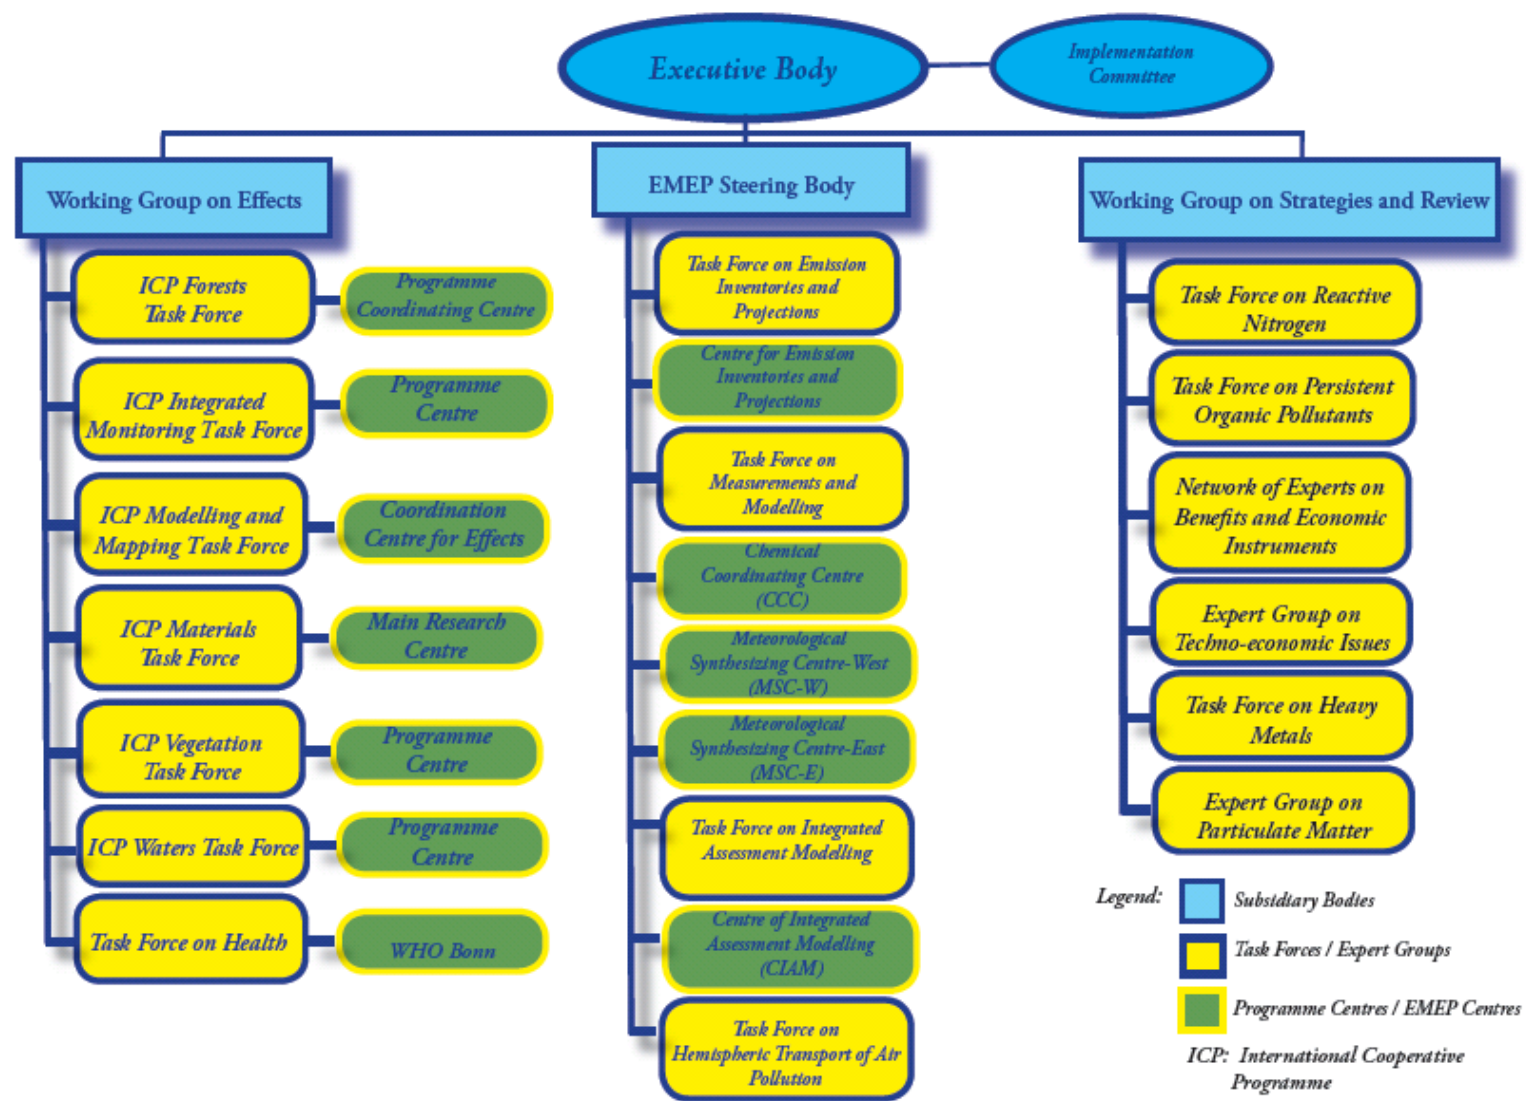 Executive Body
Implementation
Committee
Working Group on Effects
ICP Forests
Task Force
Programme
Coordinating Centre
ICP Integrated
Monitoring Task Force
Programme
Centre
ICP Modelling and
Mapping Task Force
Coordination
Centre for Effects
ICP Materials
Task Force
Main Research
Centre
ICP Vegetation
Task Force
Programme
Centre
ICP Waters Task Force
Programme
Centre
Task Force on Health
WHO Bonn
EMEP Steering Body
Task Force on Emission
Inventories and
Projections
Centre for Emission
Inventories and
Projections
Task Force on
Measurements and
Modelling
Chemical
Coordinating Centre
(CCC)
Meteorological
Synthesizing Centre-West
(MSC-W)
Meteorological
Synthesizing Centre-East
(MSC-E)
Task Force on Integrated
Assessment Modelling
Centre of Integrated
Assessment Modelling
(CIAM)
Task Force on
Hemispheric Transport of Air
Pollution
Working Group on Strategies and Review
Task Force on Reactive
Nitrogen
Task Force on Persistent
Organic Pollutants
Network of Experts on
Benefits and Economic
Instruments
Expert Group on
Techno-economic Issues
Task Force on Heavy
Metals
Expert Group on
Particulate Matter
Legend:
Subsidiary Bodies
Task Forces / Expert Groups
Programme Centres / EMEP Centres
ICP: International Cooperative
Programme